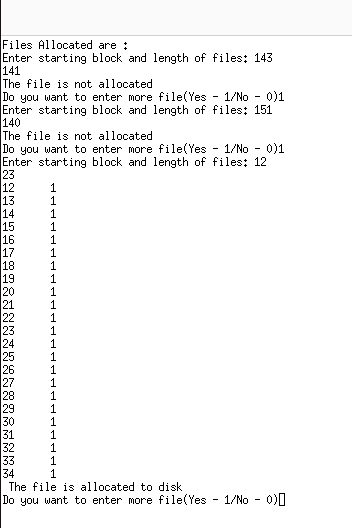 Files Allocated are :
Enter starting block and length of files: 143
141
The file is not allocated
Do you want to enter more file(Yes - 1/No - 0)1
Enter starting block and length of files: 151
140
The file is not allocated
Do you want to enter more file(Yes - 1/No - 0)1
Enter starting block and length of files: 12
23
12 1
13 1
14 1
15 1
16 1
17 1
18 1
19 1
20 1
21 1
22 1
23 1
24 1
25 1
26 1
27 1
28 1
29 1
30 1
31 1
32 1
33 1
34 1
The file is allocated to disk
Do you want to enter more file(Yes - 1/No - 0)